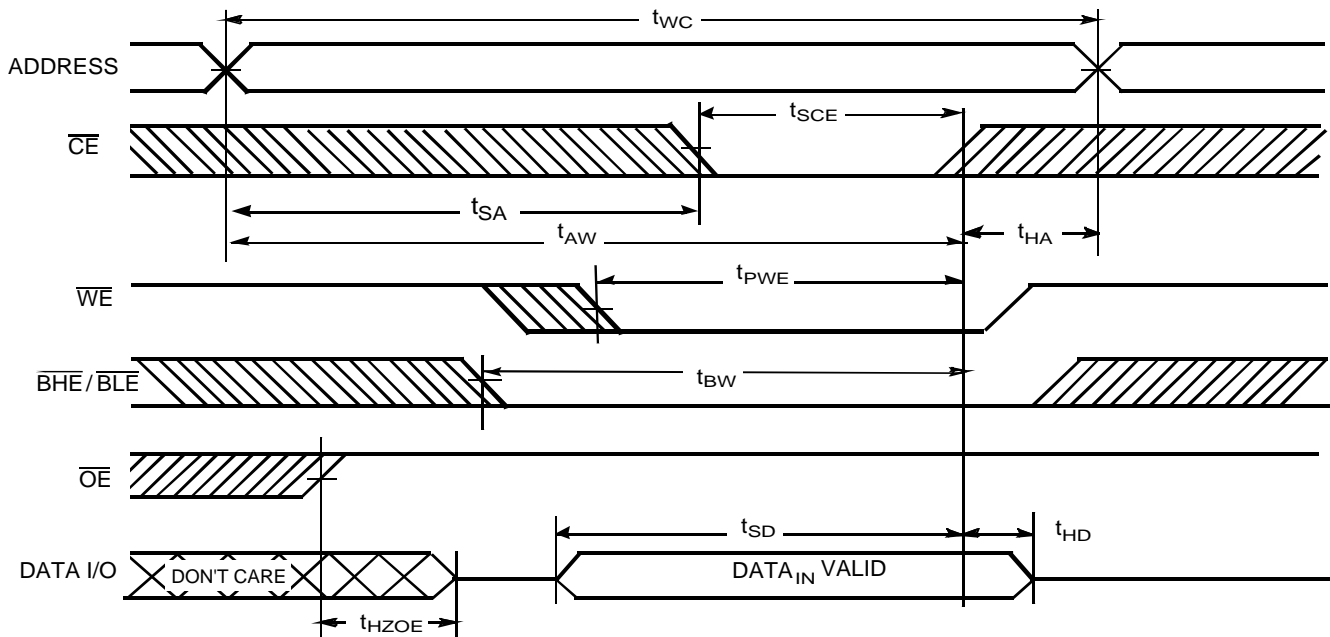 tWC
ADDRESS
tSCE
CE
tSA
tAW
tHA
tPWE
WE
BHE/BLE
tBW
OE
tSD
tHD
DATA I/O
DON'T CARE
DATAIN VALID
tHZOE